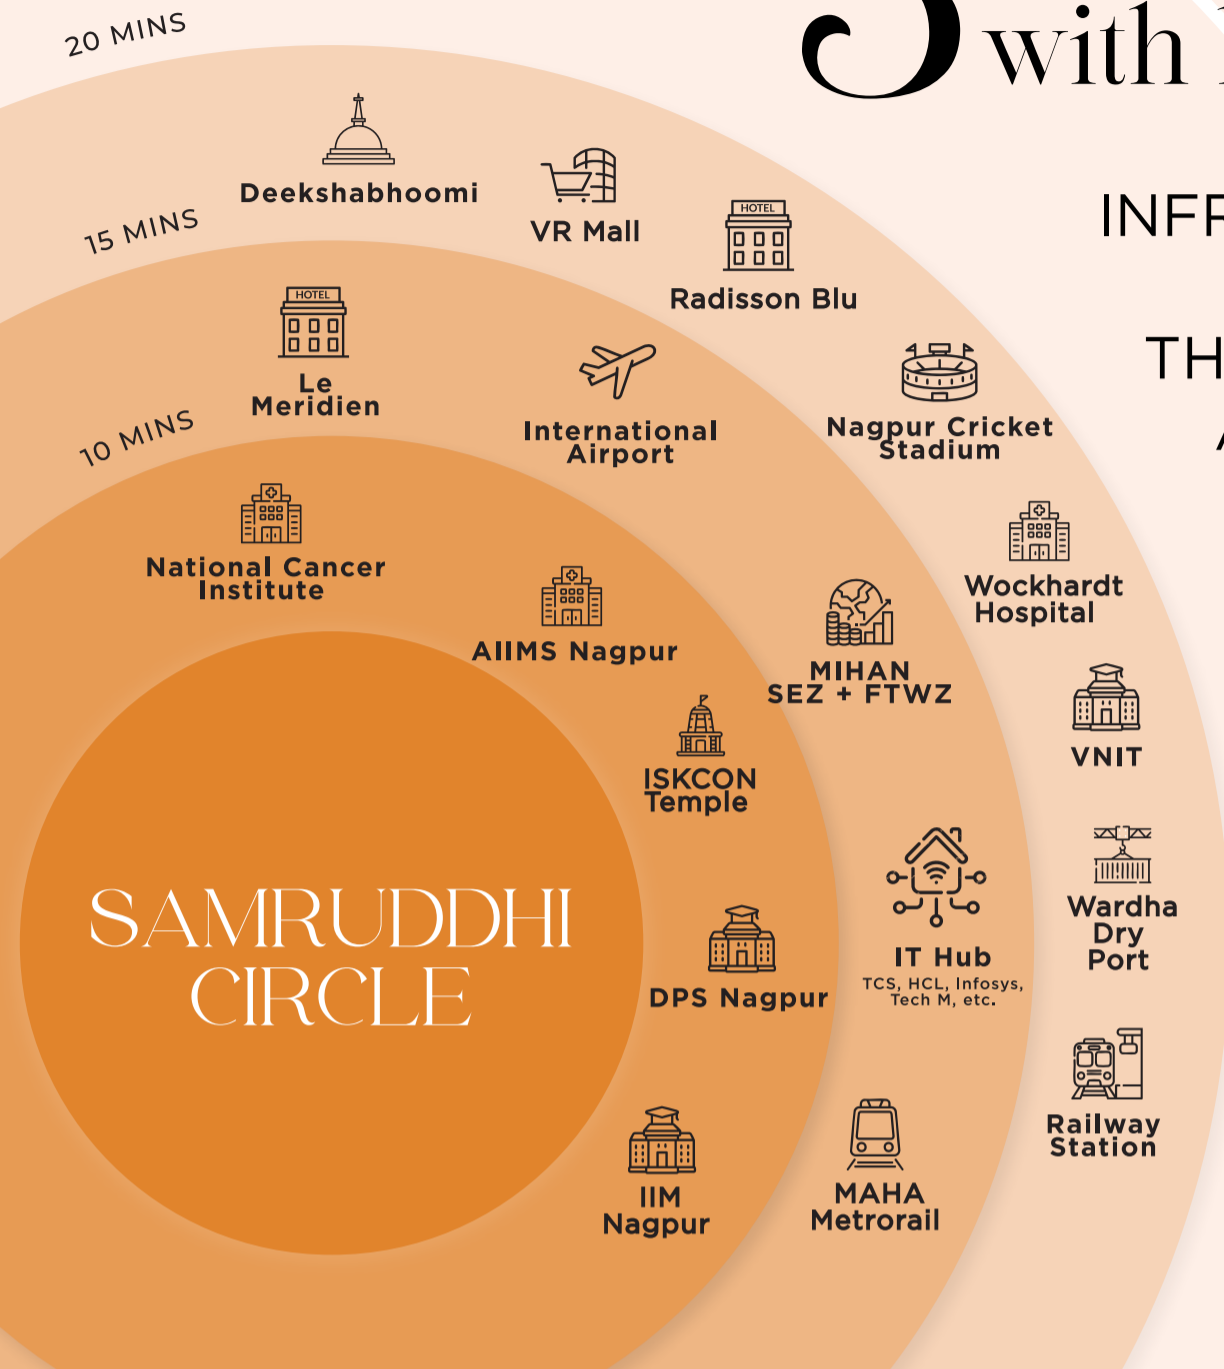 20 MINS
with
INFR
TH
HOTEL
Deekshabhoomi
VR Mall
Radisson Blu
15 MINS
HOTEL
Le
Meridien
International
Airport
Nagpur Cricket
Stadium
10 MINS
National Cancer
Institute
AIIMS Nagpur
Wockhardt
Hospital
MIHAN
SEZ + FTWZ
VNIT
ISKCON
Temple
Wardha
Dry
Port
IT Hub
TCS, HCL, Infosys,
Tech M, etc.
DPS Nagpur
SAMRUDDHI
CIRCLE
Railway
Station
MAHA
Metrorail
IIM
Nagpur